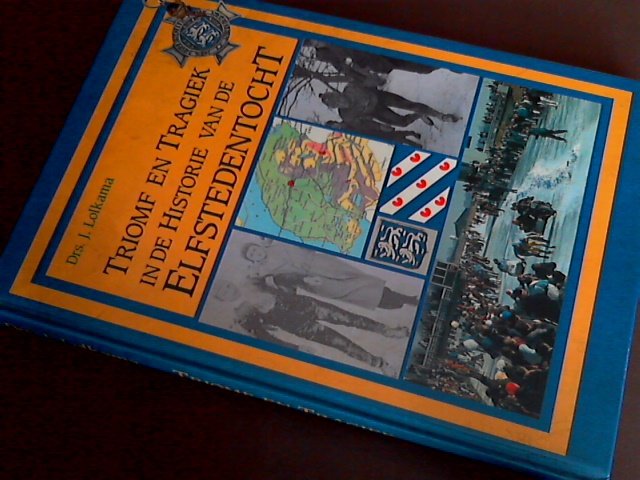 Drs. J. Lolkama
TRIOMF EN TRAGIEK
IN DE HISTORIE VAN DE
ELFSTEDENTOCHT